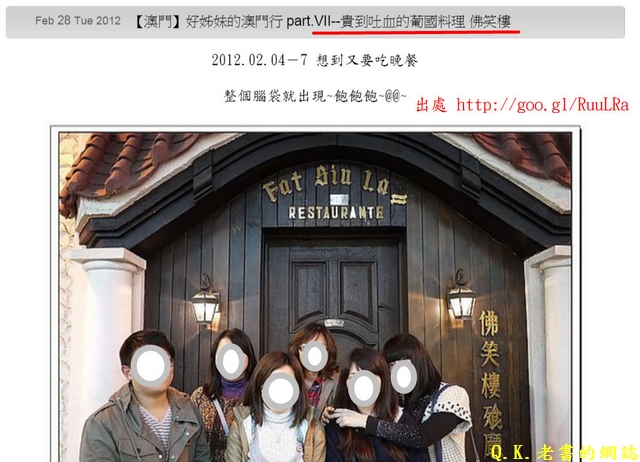 Feb 28 Tue 2012 【澳門】好姊妹的澳門行 part.VII--貴到吐血的葡國料理 佛笑樓
2012.02.04－7 想到又要吃晚餐
整個腦袋就出現~飽飽飽~@@~
出處 http://goo.gl/RuuLRa
Fat Siu Lau
RESTAURANTE
佛笑樓飧廳
Q.K.老書的網誌